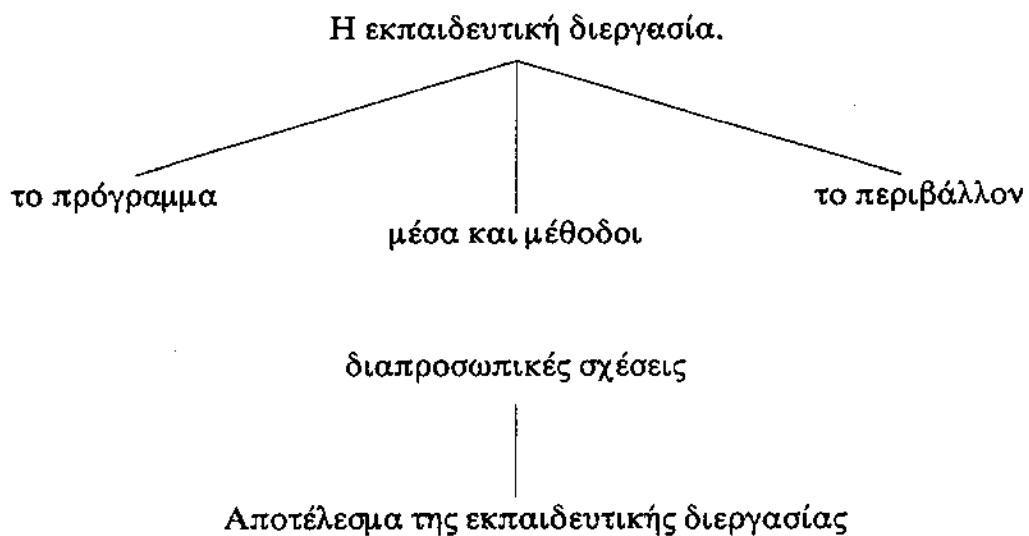 Η εκπαιδευτική διεργασία.
το πρόγραμμα
μέσα και μέθοδοι
το περιβάλλον
διαπροσωπικές σχέσεις
Αποτέλεσμα της εκπαιδευτικής διεργασίας